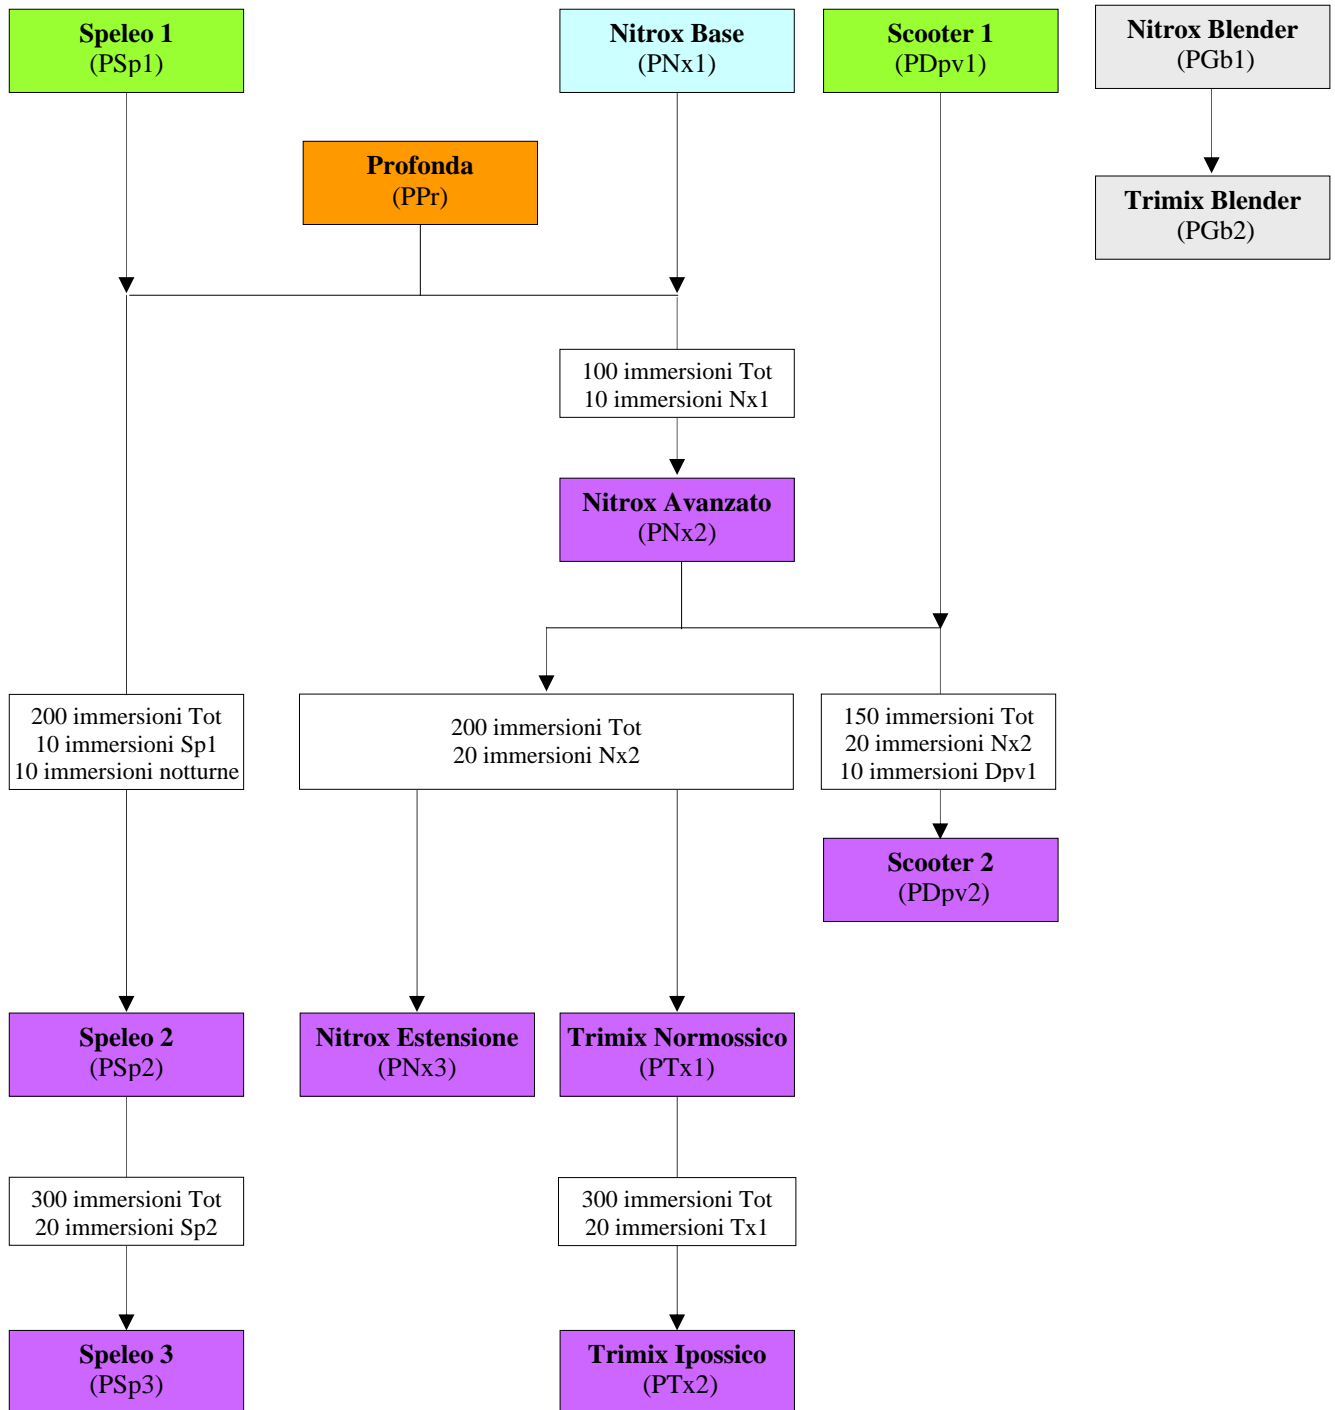 Speleo 1
(PSp1)
Nitrox Base
(PNx1)
Scooter 1
(PDpv1)
Nitrox Blender
(PGb1)
Profonda
(PPr)
Trimix Blender
(PGb2)
100 immersioni Tot
10 immersioni Nx1
Nitrox Avanzato
(PNx2)
200 immersioni Tot
10 immersioni Sp1
10 immersioni notturne
200 immersioni Tot
20 immersioni Nx2
150 immersioni Tot
20 immersioni Nx2
10 immersioni Dpv1
Scooter 2
(PDpv2)
Speleo 2
(PSp2)
Nitrox Estensione
(PNx3)
Trimix Normossico
(PTx1)
300 immersioni Tot
20 immersioni Sp2
300 immersioni Tot
20 immersioni Tx1
Speleo 3
(PSp3)
Trimix Ipossico
(PTx2)